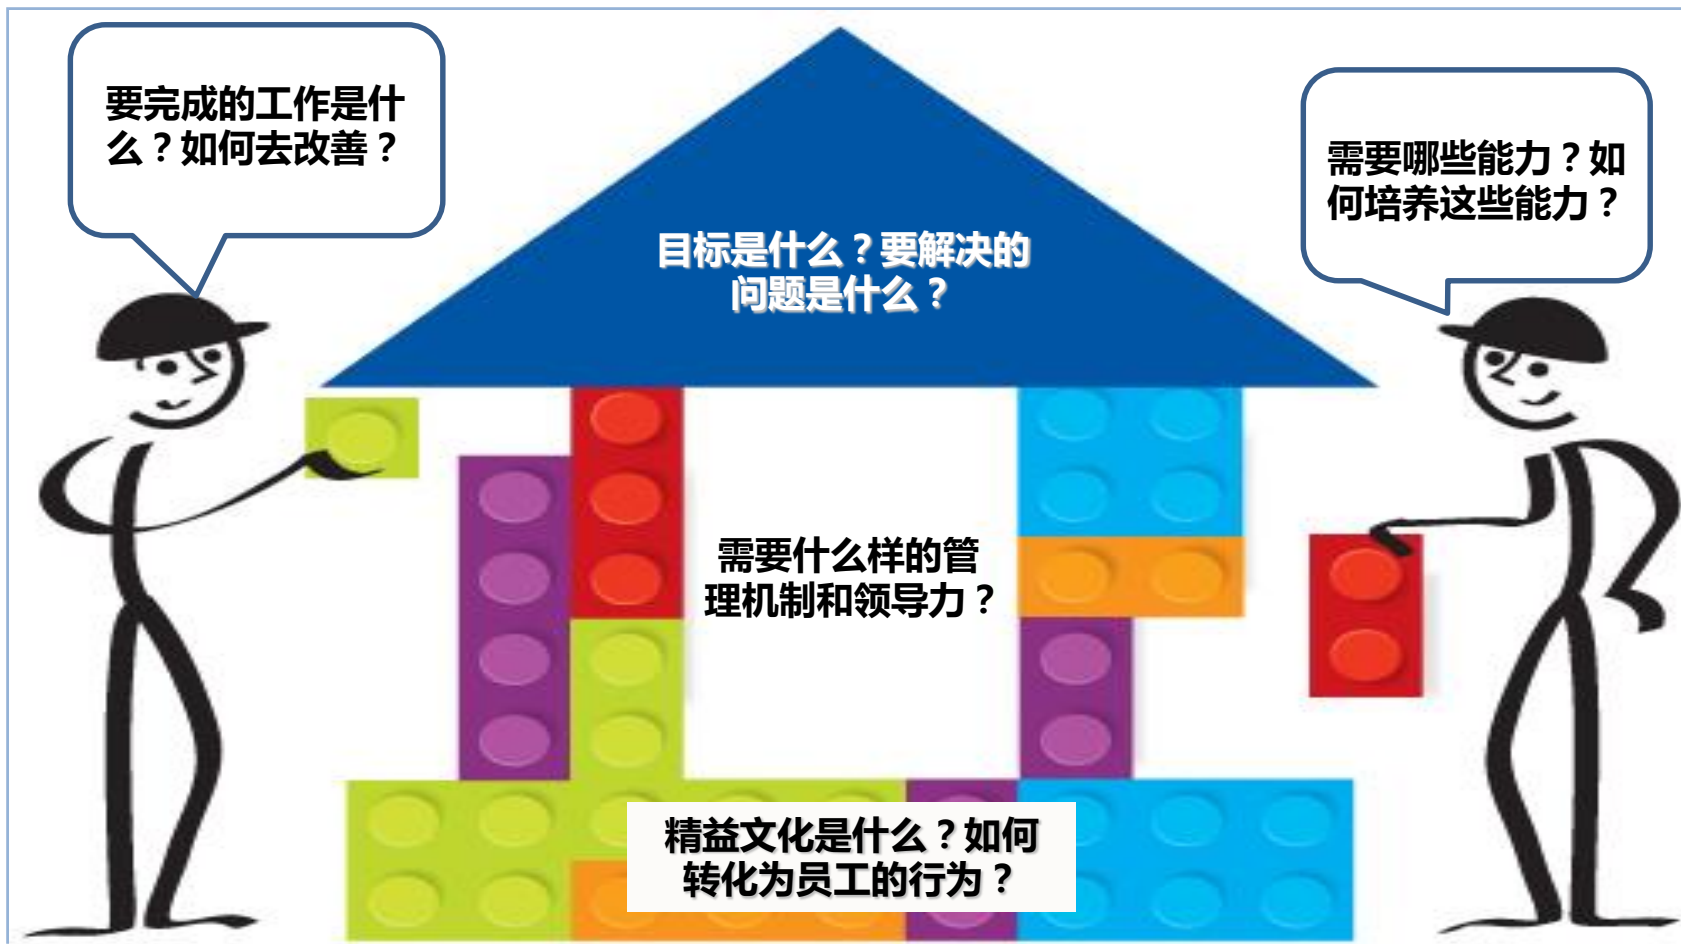 要完成的工作是什
么？如何去改善？
需要哪些能力？如
何培养这些能力？
目标是什么？要解决的
问题是什么？
需要什么样的管
理机制和领导力？
精益文化是什么？如何
转化为员工的行为？